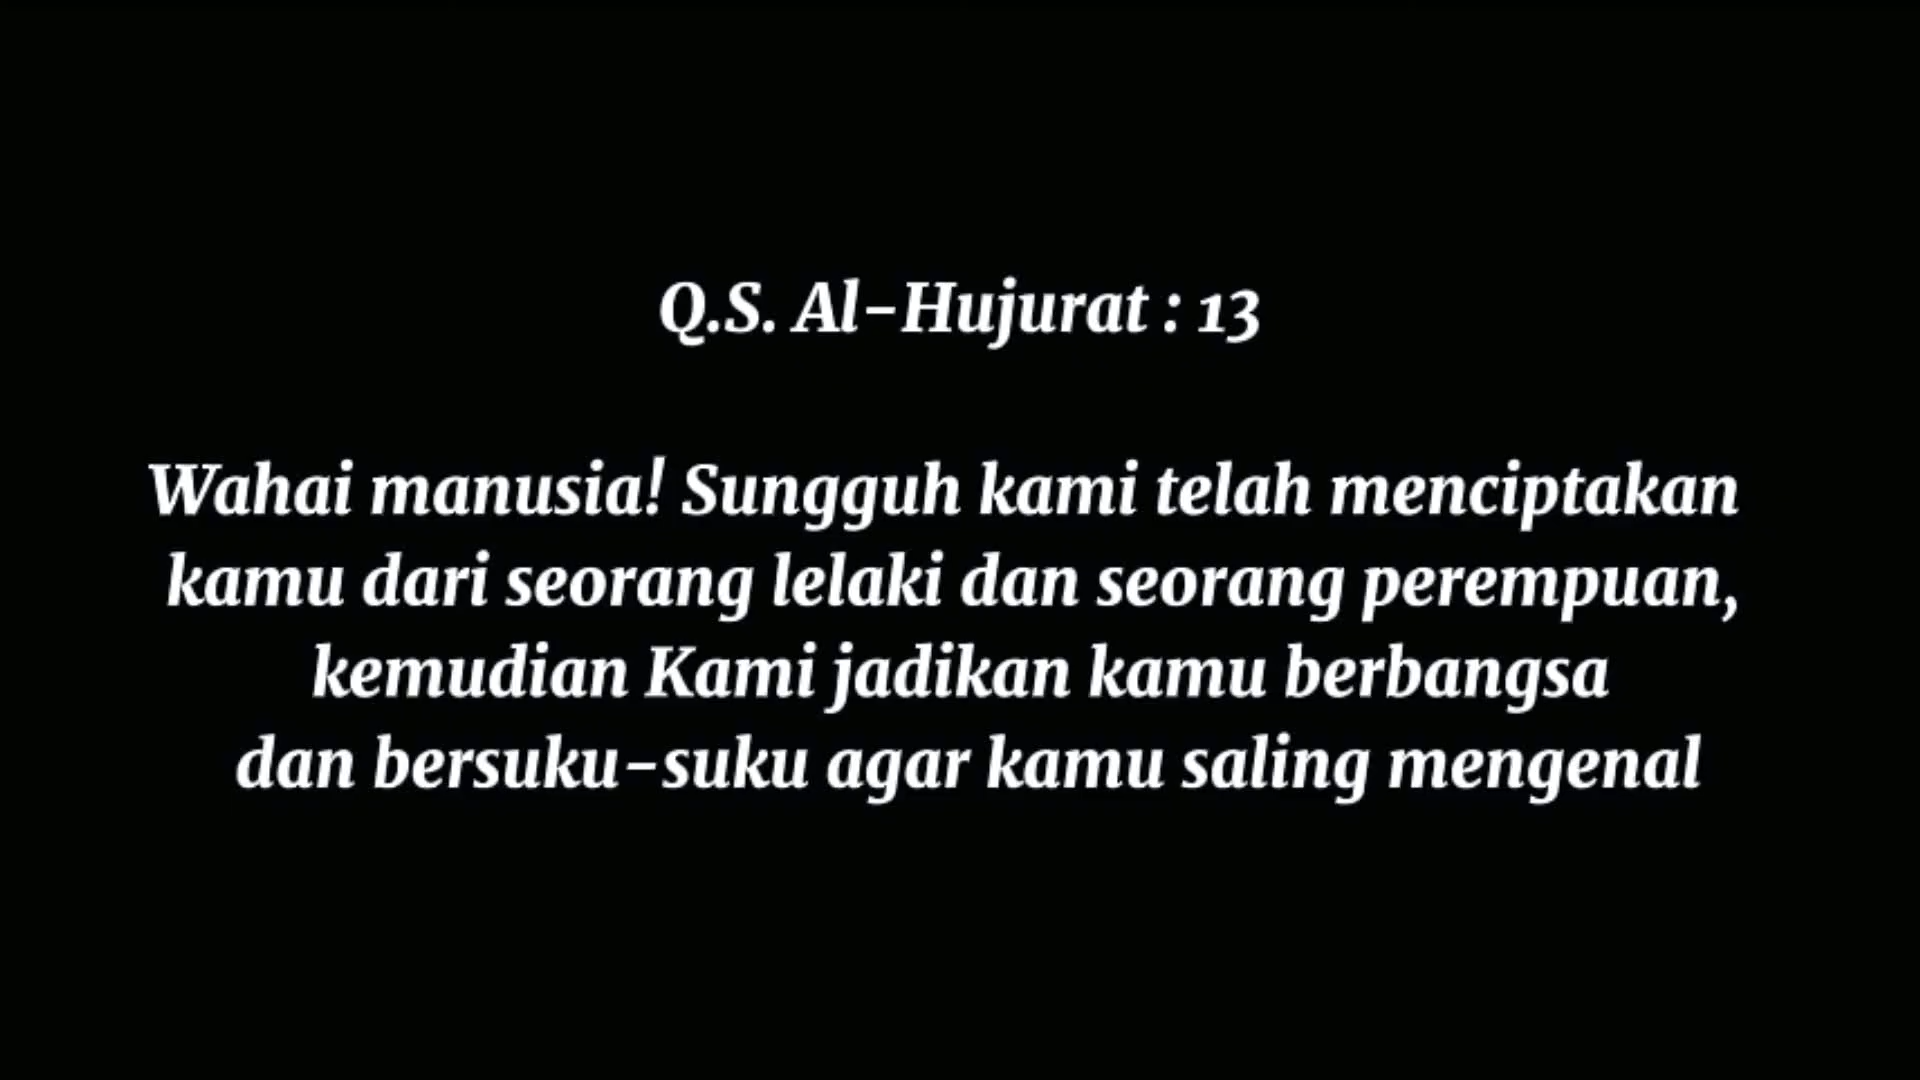 Q.S. Al-Hujurat : 13
Wahai manusia! Sungguh kami telah menciptakan
kamu dari seorang lelaki dan seorang perempuan,
kemudian Kami jadikan kamu berbangsa
dan bersuku-suku agar kamu saling mengenal